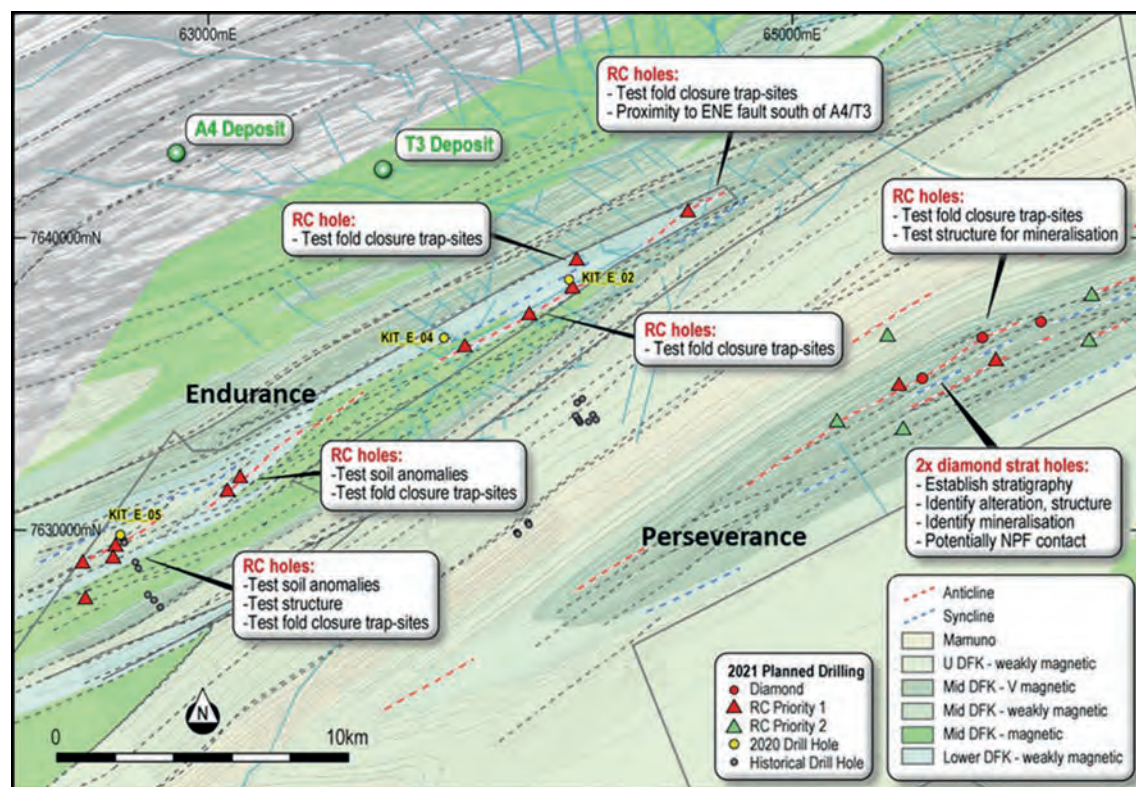 63000mE
65000mE
RC holes:
- Test fold closure trap-sites
- Proximity to ENE fault south of A4/T3
A4 Deposit
T3 Deposit
RC holes:
- Test fold closure trap-sites
- Test structure for mineralisation
RC hole:
- Test fold closure trap-sites
7640000mN
KIT_E_02
KIT_E-04
RC holes:
- Test fold closure trap-sites
Endurance
RC holes:
-Test soil anomalies
-Test fold closure trap-sites
2x diamond strat holes:
- Establish stratigraphy
- Identify alteration, structure
- Identify mineralisation
- Potentially NPF contact
KIT_E-05
7630000mN
Perseverance
RC holes:
-Test soil anomalies
-Test structure
-Test fold closure trap-sites
Anticline
Syncline
Mamuno
U DFK - weakly magnetic
Mid DFK - V magnetic
Mid DFK - weakly magnetic
Mid DFK - magnetic
Lower DFK - weakly magnetic
2021 Planned Drilling
Diamond
RC Priority 1
RC Priority 2
2020 Drill Hole
Historical Drill Hole
N
0
10km